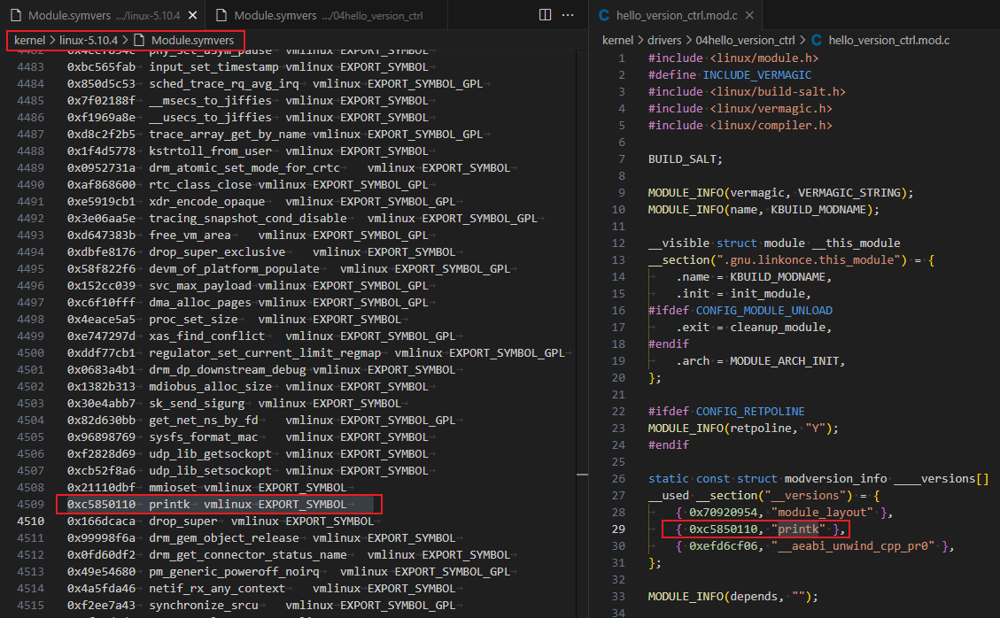 Module.symvers .../linux-5.10.4
Module.symvers .../04hello_version_ctrl
kernel > linux-5.10.4 > Module.symvers
4483 0xbc565fab input_set_timestamp vmlinux EXPORT_SYMBOL
4484 0x850d5c53 sched_trace_rq_avg_irq vmlinux EXPORT_SYMBOL_GPL
4485 0x7f02188f __msecs_to_jiffies vmlinux EXPORT_SYMBOL
4486 0xf1969a8e __usecs_to_jiffies vmlinux EXPORT_SYMBOL
4487 0xd8c2f2b5 trace_array_get_by_name vmlinux EXPORT_SYMBOL_GPL
4488 0x1f4d5778 kstrtoll_from_user vmlinux EXPORT_SYMBOL
4489 0x0952731a drm_atomic_set_mode_for_crtc vmlinux EXPORT_SYMBOL
4490 0xaf868600 rtc_class_close vmlinux EXPORT_SYMBOL_GPL
4491 0xe5919cb1 xdr_encode_opaque vmlinux EXPORT_SYMBOL_GPL
4492 0x3e06aa5e tracing_snapshot_cond_disable vmlinux EXPORT_SYMBOL_GPL
4493 0xd647383b free_vm_area vmlinux EXPORT_SYMBOL_GPL
4494 0xdbfe8176 drop_super_exclusive vmlinux EXPORT_SYMBOL
4495 0x58f822f6 devm_of_platform_populate vmlinux EXPORT_SYMBOL_GPL
4496 0x152cc039 svc_max_payload vmlinux EXPORT_SYMBOL_GPL
4497 0xc6f10fff dma_alloc_pages vmlinux EXPORT_SYMBOL_GPL
4498 0x4eace5a5 proc_set_size vmlinux EXPORT_SYMBOL
4499 0xe747297d xas_find_conflict vmlinux EXPORT_SYMBOL_GPL
4500 0xddf77cb1 regulator_set_current_limit_regmap vmlinux EXPORT_SYMBOL_GPL
4501 0x0683a4b1 drm_dp_downstream_debug vmlinux EXPORT_SYMBOL
4502 0x1382b313 mdiobus_alloc_size vmlinux EXPORT_SYMBOL
4503 0x30e4abb7 sk_send_sigurg vmlinux EXPORT_SYMBOL
4504 0x82d630bb get_net_ns_by_fd vmlinux EXPORT_SYMBOL_GPL
4505 0x96898769 sysfs_format_mac vmlinux EXPORT_SYMBOL
4506 0xf2828d69 udp_lib_getsockopt vmlinux EXPORT_SYMBOL
4507 0xcb52f8a6 udp_lib_setsockopt vmlinux EXPORT_SYMBOL
4508 0x21110dbf mmioset vmlinux EXPORT_SYMBOL
4509 0xc5850110 printk vmlinux EXPORT_SYMBOL
4510 0x166dcaca drop_super vmlinux EXPORT_SYMBOL
4511 0x99998f6a drm_gem_object_release vmlinux EXPORT_SYMBOL
4512 0x0fd60df2 drm_get_connector_status_name vmlinux EXPORT_SYMBOL
4513 0x49e54680 pm_generic_poweroff_noirq vmlinux EXPORT_SYMBOL_GPL
4514 0x4a5fda46 netif_rx_any_context vmlinux EXPORT_SYMBOL
4515 0xf2ee7a43 synchronize_srcu vmlinux EXPORT_SYMBOL_GPL
hello_version_ctrl.mod.c
kernel > drivers > 04hello_version_ctrl > C hello_version_ctrl.mod.c
1 #include <linux/module.h>
2 #define INCLUDE_VERMAGIC
3 #include <linux/build-salt.h>
4 #include <linux/vermagic.h>
5 #include <linux/compiler.h>
6
7 BUILD_SALT;
8
9 MODULE_INFO(vermagic, VERMAGIC_STRING);
10 MODULE_INFO(name, KBUILD_MODNAME);
11
12 __visible struct module __this_module
13 __section(".gnu.linkonce.this_module") = {
14 .name = KBUILD_MODNAME,
15 .init = init_module,
16 #ifdef CONFIG_MODULE_UNLOAD
17 .exit = cleanup_module,
18 #endif
19 .arch = MODULE_ARCH_INIT,
20 };
21
22 #ifdef CONFIG_RETPOLINE
23 MODULE_INFO(retpoline, "Y");
24 #endif
25
26 static const struct modversion_info ____versions[]
27 __used __section("__versions") = {
28 { 0x70920954, "module_layout" },
29 { 0xc5850110, "printk" },
30 { 0xefd6cf06, "__aeabi_unwind_cpp_pr0" },
31 };
32
33 MODULE_INFO(depends, "");
34